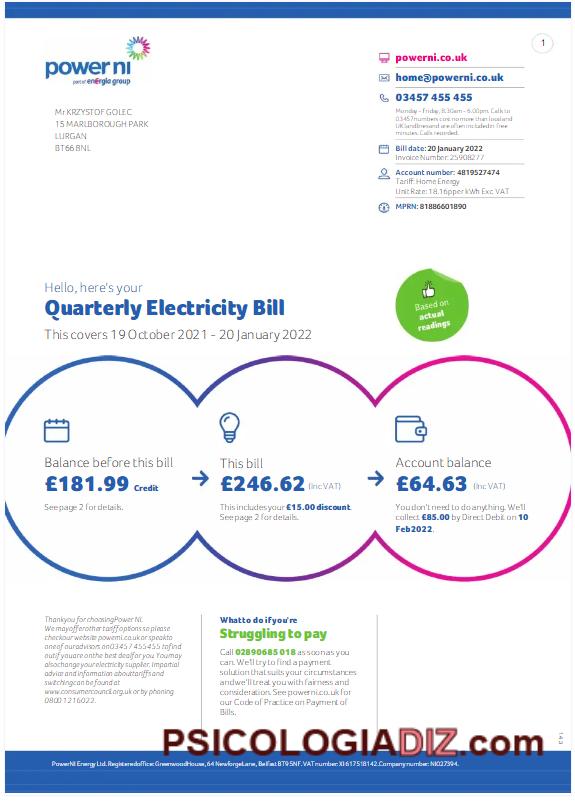 1
powerni
part of energia group
powerni.co.uk
home@powerni.co.uk
03457 455 455
Monday - Friday, 8.30am - 6.00pm. Calls to
03457numbers cost no more than local and
UK landlines and are often included in free
minutes. Calls recorded.
Mr KRZYSTOF GOLEC
15 MARLBOROUGH PARK
LURGAN
BT66 8NL
Bill date: 20 January 2022
Invoice Number: 25908277
Account number: 4819527474
Tariff: Home Energy
Unit Rate: 18.16pper kWh Exc VAT
MPRN: 81886601890
Hello, here's your
Quarterly Electricity Bill
This covers 19 October 2021 - 20 January 2022
Based on
actual
readings
Balance before this bill
£181.99 Credit
See page 2 for details.
This bill
£246.62 (Inc VAT)
This includes your £15.00 discount.
See page 2 for details.
Account balance
£64.63 (Inc VAT)
You don't need to do anything. We'll
collect £85.00 by Direct Debit on 10
Feb2022.
Thankyou for choosingPower NI.
We may offer other tariff options so please
check our website powerni.co.uk or speak to
one of our advisors on 03457 455 455 to find
out if you are on the best deal for you. You may
also change your electricity supplier. Impartial
advice and information about tariffs and
switching can be found at
www.consumercouncil.org.uk or by phoning
0800 1216022.
What to do if you're
Struggling to pay
Call 02890685 018 as soon as you
can. We'll try to find a payment
solution that suits your circumstances
and we'll treat you with fairness and
consideration. See powerni.co.uk for
our Code of Practice on Payment of
Bills.
PSICOLOGIADIZ.com
143
PowerNI Energy Ltd. Registered office: Greenwood House, 64 Newforge Lane, Belfast BT9 5NF. VAT number: XI 617518142. Company number: NI027394.